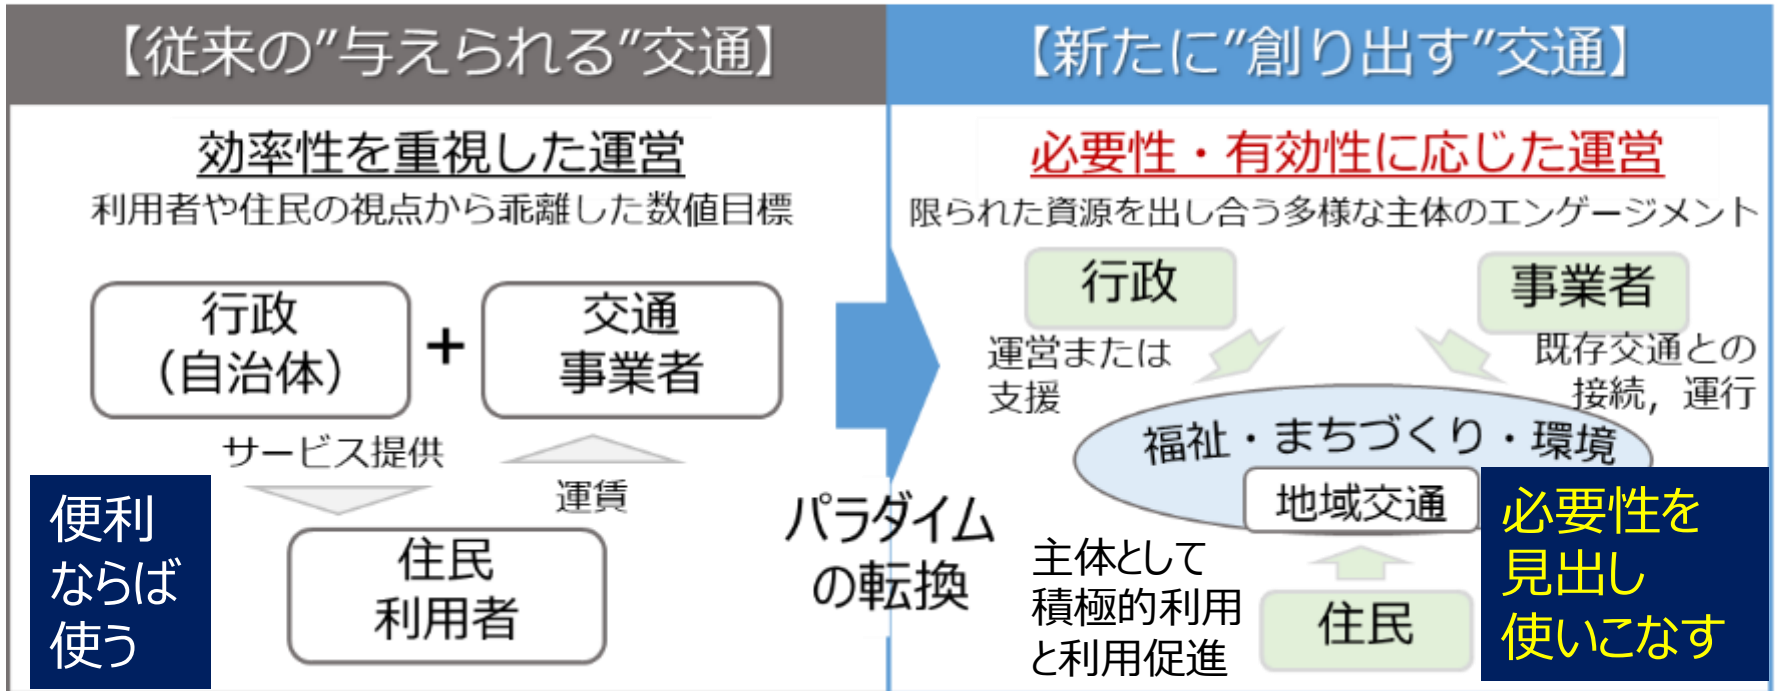 【従来の”与えられる”交通】
効率性を重視した運営
利用者や住民の視点から乖離した数値目標
行政
（自治体）
+
交通
事業者
サービス提供
運賃
便利
ならば
使う
住民
利用者
パラダイム
の転換
【新たに”創り出す”交通】
必要性・有効性に応じた運営
限られた資源を出し合う多様な主体のエンゲージメント
行政
事業者
運営または
支援
既存交通との
接続，運行
福祉・まちづくり・環境
地域交通
主体として
積極的利用
と利用促進
住民
必要性を
見出し
使いこなす